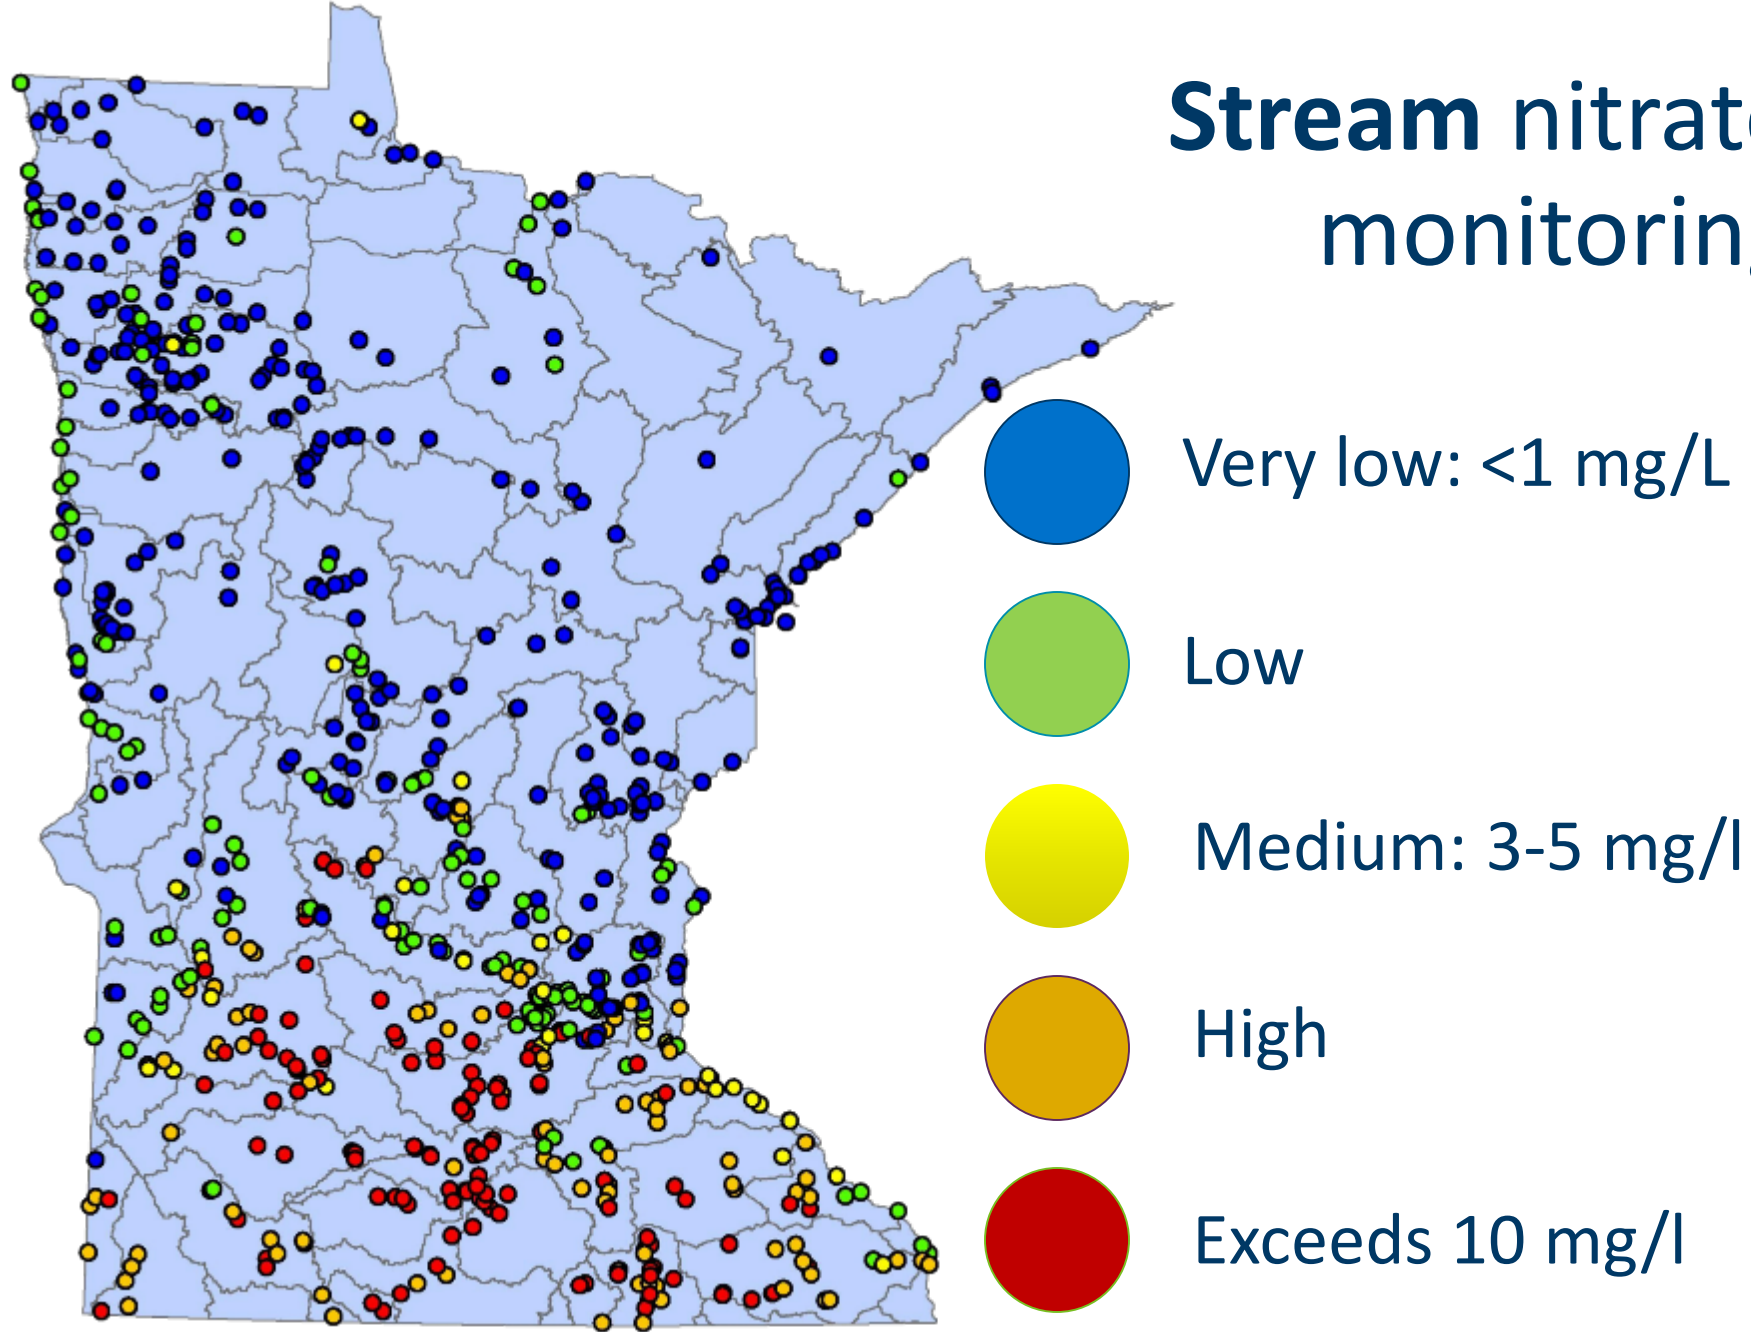 Stream nitrat
monitorin
Very low: <1 mg/L
Low
Medium: 3-5 mg/l
High
Exceeds 10 mg/l